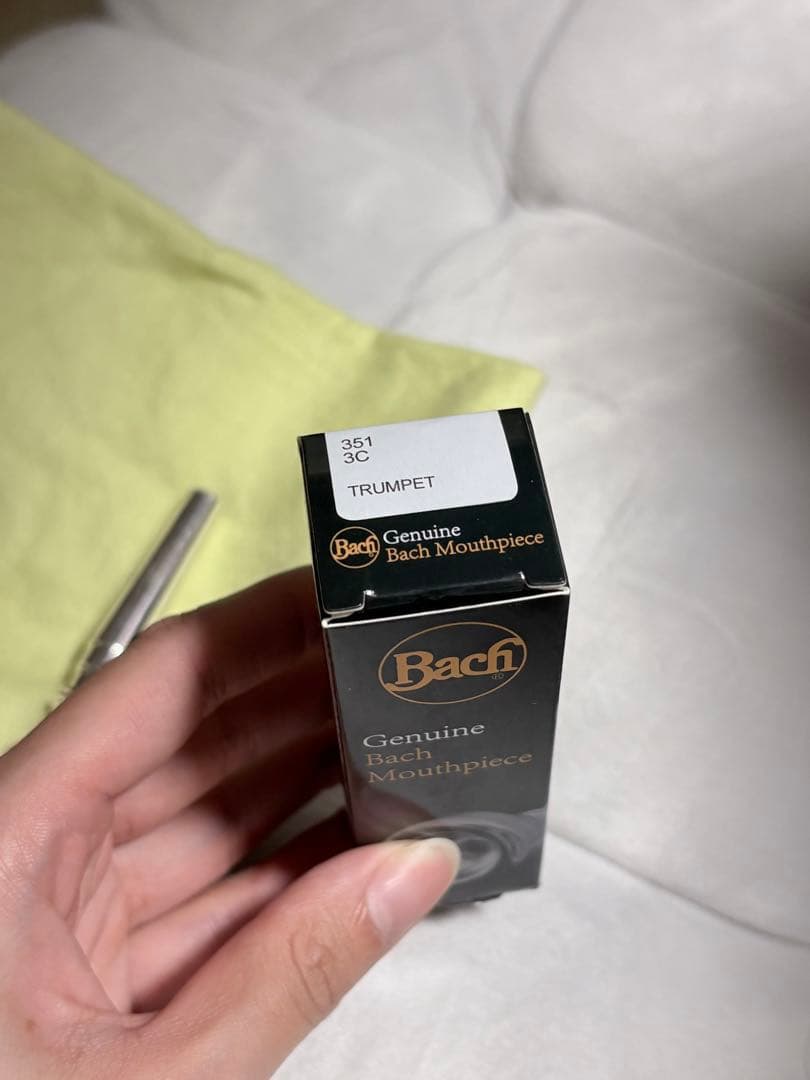 351
3C
TRUMPET
Bach
Genuine
Bach Mouthpiece
Bach
Genuine
Bach
Mouthpiece